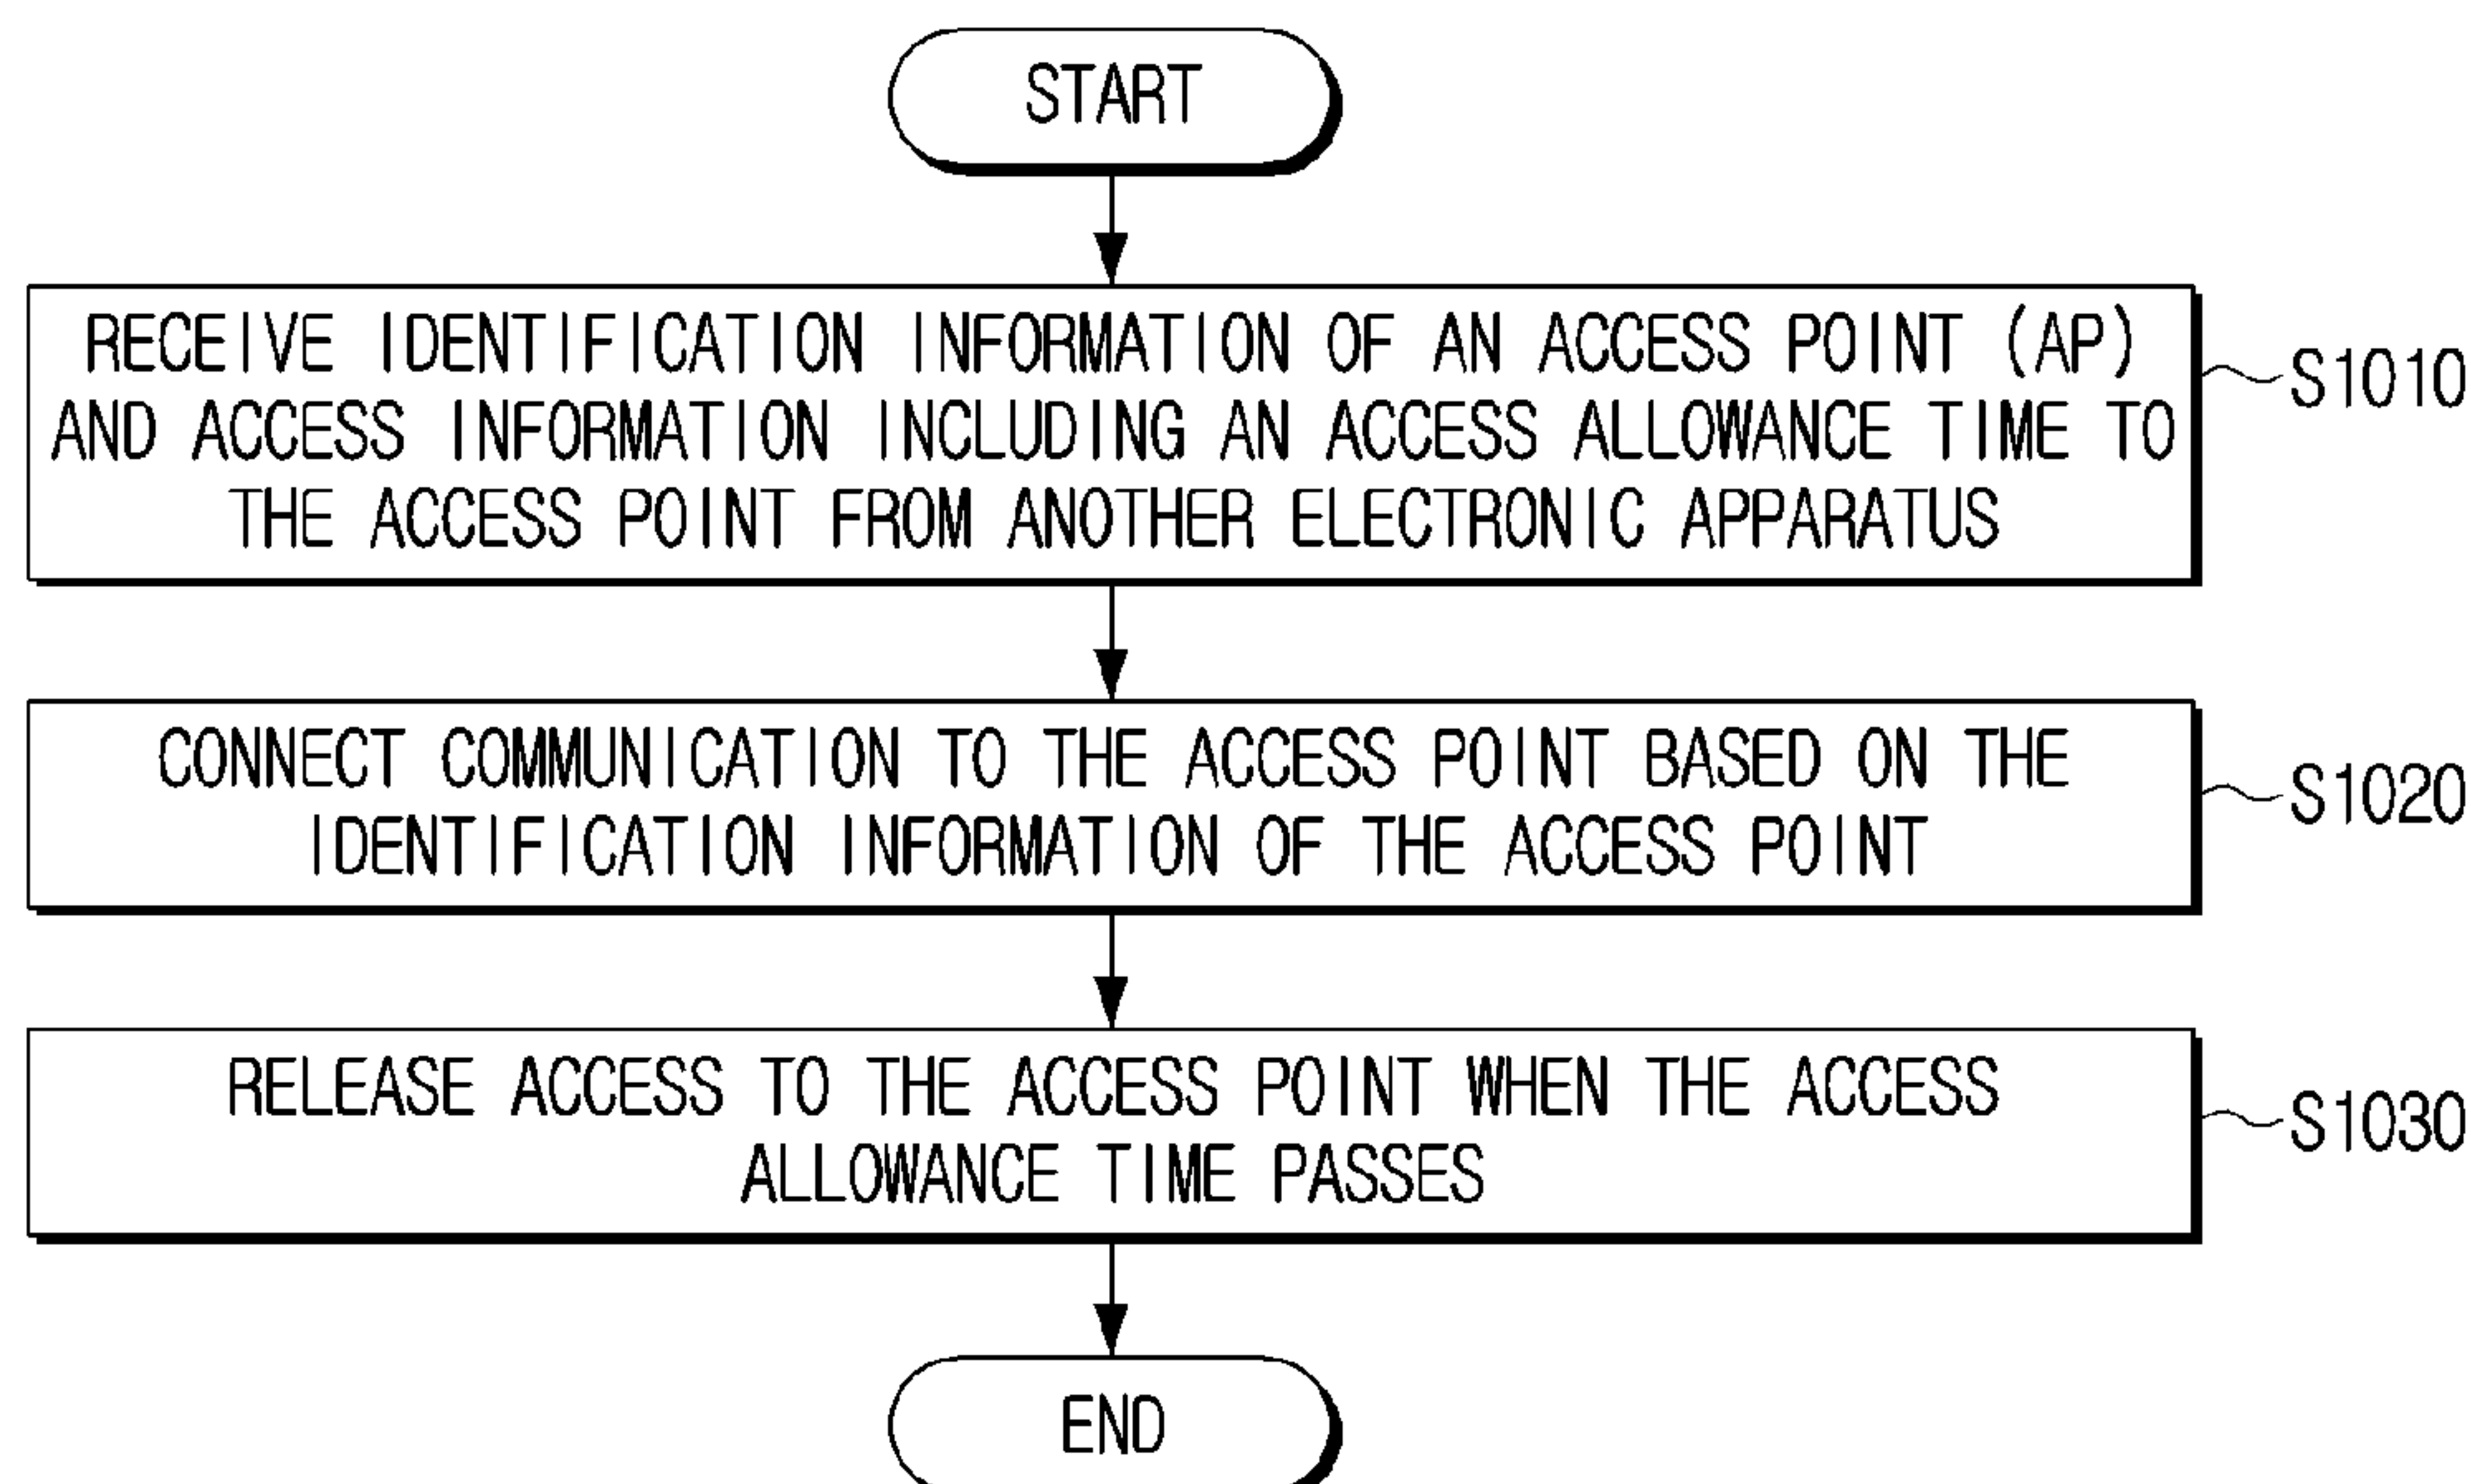 START
RECEIVE IDENTIFICATION INFORMATION OF AN ACCESS POINT (AP)
AND ACCESS INFORMATION INCLUDING AN ACCESS ALLOWANCE TIME TO
THE ACCESS POINT FROM ANOTHER ELECTRONIC APPARATUS
S1010
CONNECT COMMUNICATION TO THE ACCESS POINT BASED ON THE
IDENTIFICATION INFORMATION OF THE ACCESS POINT
S1020
RELEASE ACCESS TO THE ACCESS POINT WHEN THE ACCESS
ALLOWANCE TIME PASSES
S1030
END